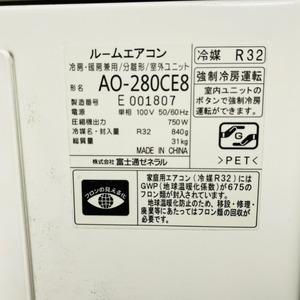 ルームエアコン
冷房・暖房兼用/分離形/室外ユニット
形名 AO-280CE8
製造番号 E 001807
電源 単相 100V 50/60Hz
圧縮機出力 750W
冷媒名・封入量 R32 840g
総質量 31kg
MADE IN CHINA
株式会社 富士通ゼネラル
冷媒 R32
強制冷房運転
室内ユニットの
ボタンで強制冷房
運転ができます。
G
>PET<
フロンの見える化
家庭用エアコン(冷媒R32)には
GWP(地球温暖化係数)が675の
フロン類が封入されています。
地球温暖化防止のため、移設・修理・
廃棄等にあたってはフロン類の回収が
必要です。